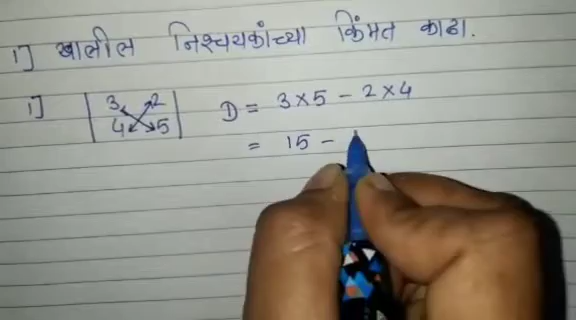 1] खालील निश्चयकांच्या किंमत काढा.
1] | 3 2 | D = 3×5 − 2×4
| 4 5 | = 15 −